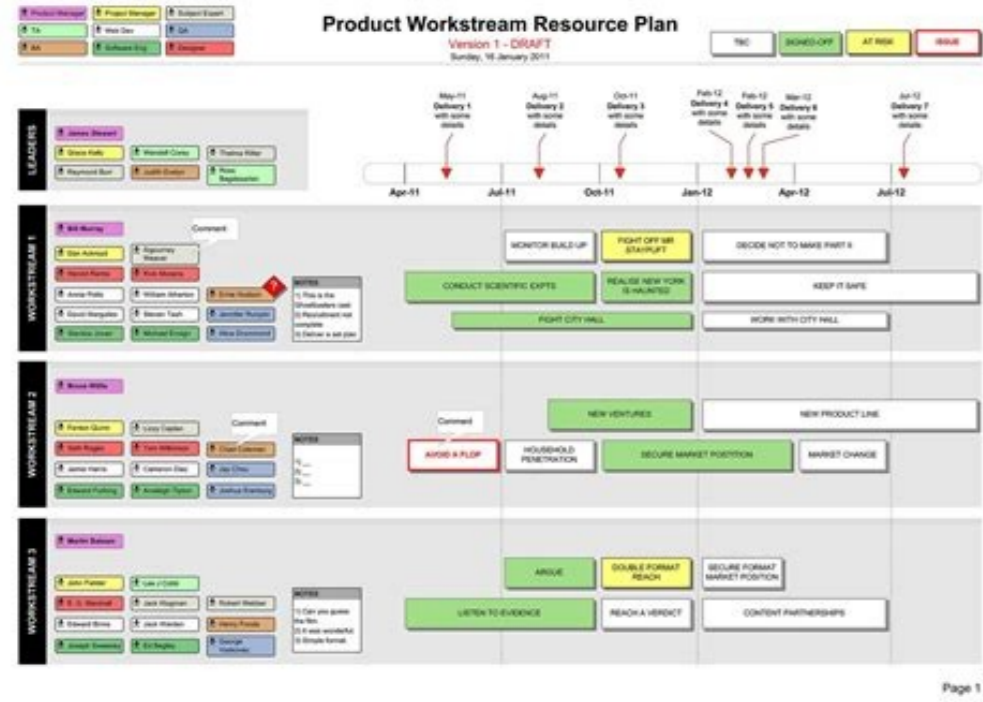 Product Manager
Project Manager
Subject Expert
TA
Web Dev
QA
BA
Software Eng
Designer
Product Workstream Resource Plan
Version 1 - DRAFT
Sunday, 16 January 2011
TBC
SIGNED-OFF
AT RISK
ISSUE
May-11
Delivery 1
with some
details
Aug-11
Delivery 2
with some
details
Oct-11
Delivery 3
with some
details
Feb-12
Delivery 4
with some
details
Feb-12
Delivery 5
with some
details
Mar-12
Delivery 6
with some
details
Jul-12
Delivery 7
with some
details
Apr-11
Jul-11
Oct-11
Jan-12
Apr-12
Jul-12
LEADERS
James Stewart
Grace Kelly
Wendell Corey
Thelma Ritter
Raymond Burr
Judith Evelyn
Ross
Bagdasarian
WORKSTREAM 1
Bill Murray
Comment
Dan Aykroyd
Sigourney
Weaver
Harold Ramis
Rick Moranis
Annie Potts
William Atherton
Ernie Hudson
?
David Margulies
Steven Tash
Jennifer Runyon
Slavitza Jovan
Michael Ensign
Alice Drummond
NOTES
1) This is the
Ghostbusters cast
2) Recruitment not
complete
3) Deliver a set plan
MONITOR BUILD UP
FIGHT OFF MR
STAYPUFT
DECIDE NOT TO MAKE PART II
CONDUCT SCIENTIFIC EXPTS
REALISE NEW YORK
IS HAUNTED
KEEP IT SAFE
FIGHT CITY HALL
WORK WITH CITY HALL
WORKSTREAM 2
Bruce Willis
Comment
Lizzy Caplan
Seth Rogen
Tom Wilkinson
Jamie Harris
Cameron Diaz
Jay Chou
Edward Furlong
Analeigh Tipton
NOTES
1) __
2) __
3) __
Comment
NEW VENTURES
NEW PRODUCT LINE
AVOID A FLOP
HOUSEHOLD
PENETRATION
SECURE MARKET POSTITION
MARKET CHANGE
WORKSTREAM 3
Martin Balsam
John Fiedler
Lee J Cobb
E. G. Marshall
Jack Klugman
Robert Webber
Edward Binns
Jack Warden
Henry Fonda
Joseph Sweeney
Ed Begley
George
Voskovec
NOTES
1) Can you guess
the film
2) It was wonderful
3) Simple format.
ARGUE
DOUBLE FORMAT
REACH
SECURE FORMAT
MARKET POSITION
LISTEN TO EVIDENCE
REACH A VERDICT
CONTENT PARTNERSHIPS
Page 1